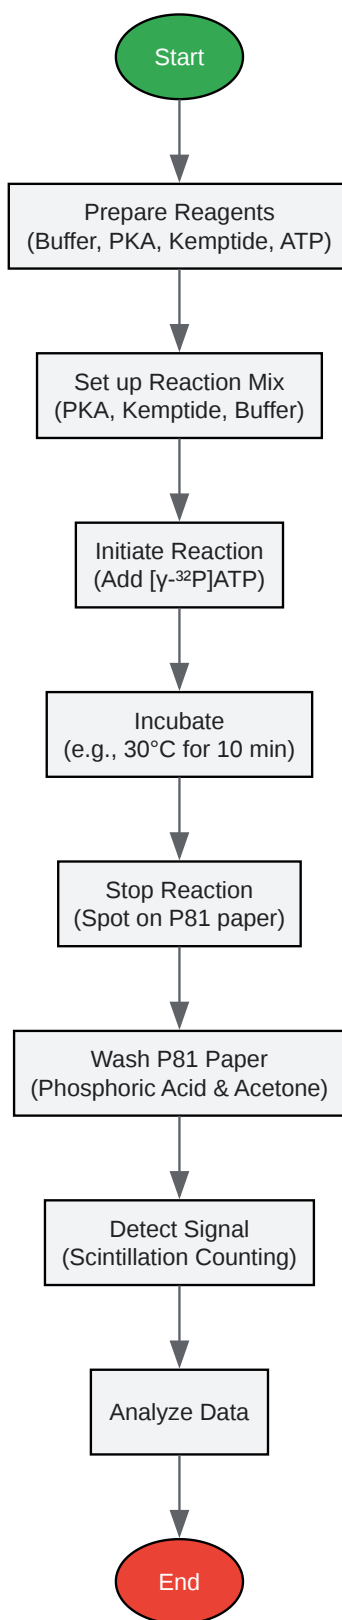 Start
Prepare Reagents
(Buffer, PKA, Kemptide, ATP)
Set up Reaction Mix
(PKA, Kemptide, Buffer)
Initiate Reaction
(Add [γ-³²P]ATP)
Incubate
(e.g., 30°C for 10 min)
Stop Reaction
(Spot on P81 paper)
Wash P81 Paper
(Phosphoric Acid & Acetone)
Detect Signal
(Scintillation Counting)
Analyze Data
End